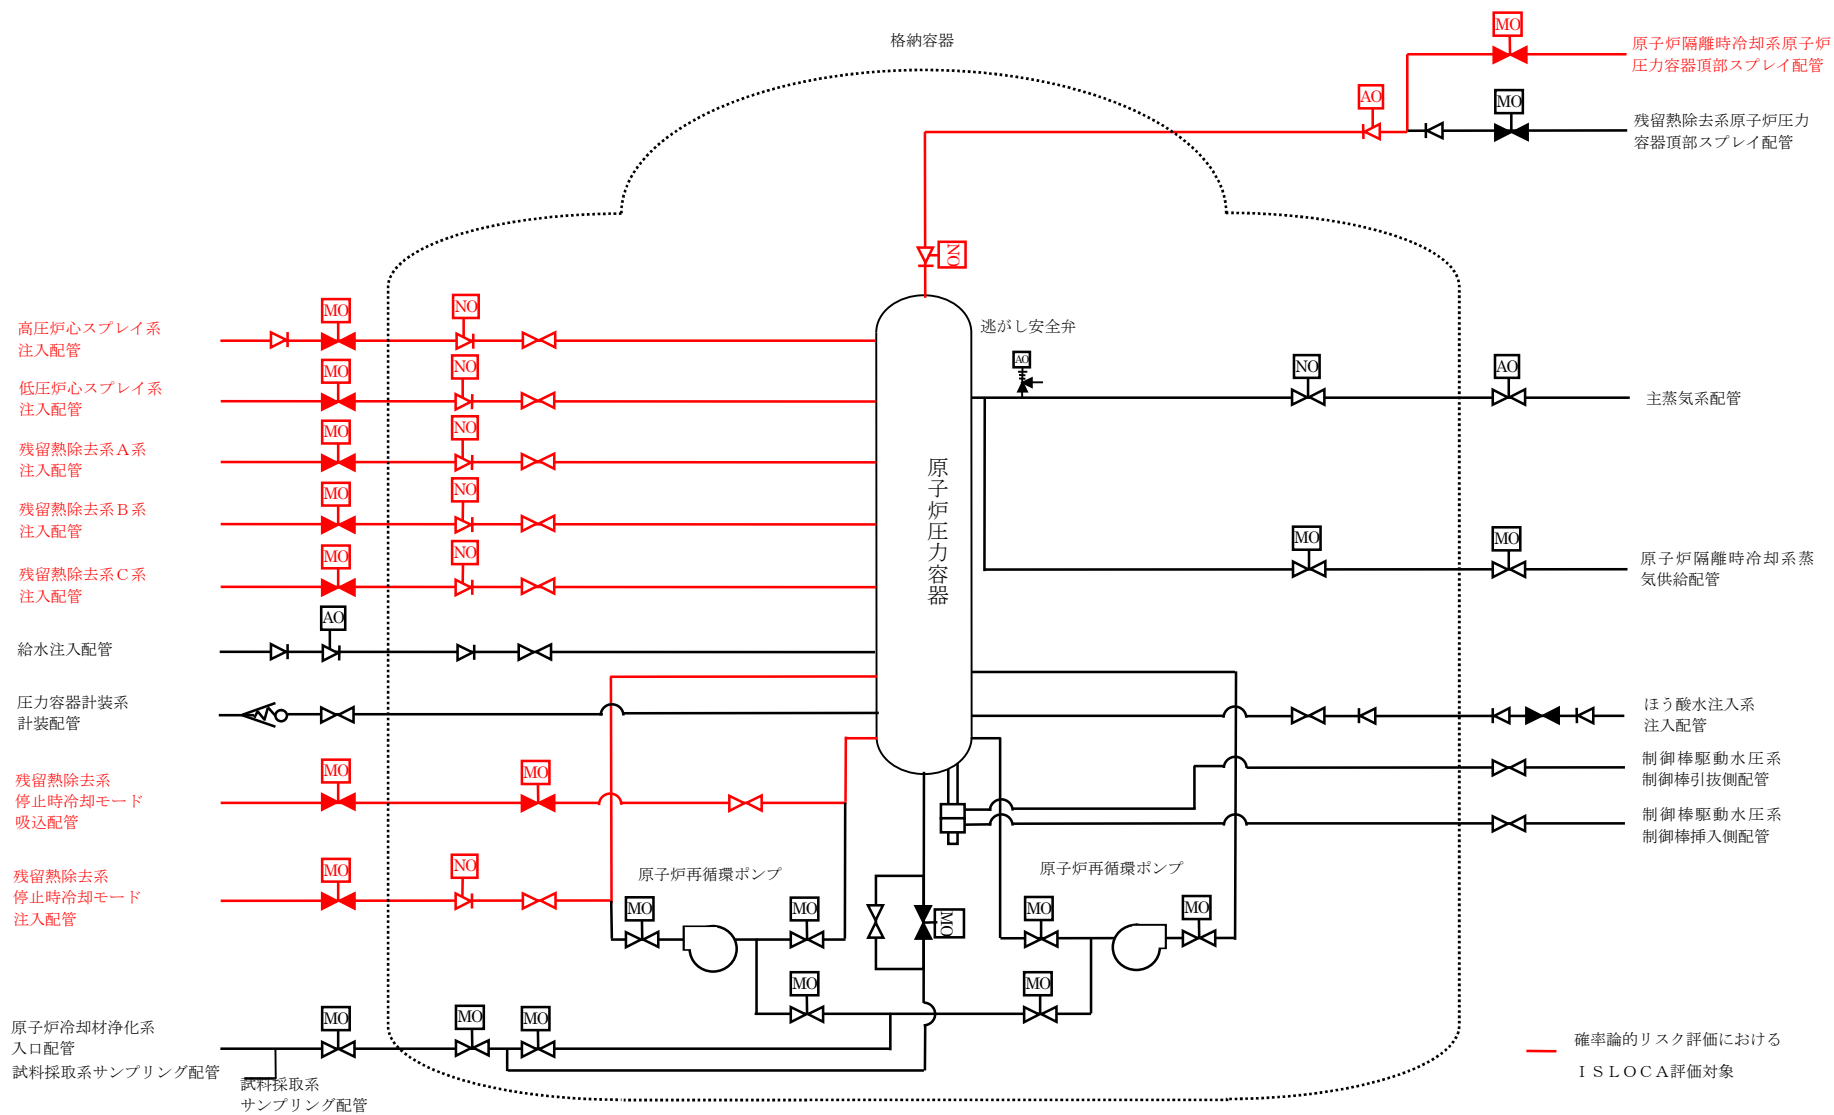 格納容器
MO
原子炉隔離時冷却系原子炉
圧力容器頂部スプレイ配管
AO
MO
残留熱除去系原子炉圧力
容器頂部スプレイ配管
NO
高圧炉心スプレイ系
注入配管
MO
NO
逃がし安全弁
AO
低圧炉心スプレイ系
注入配管
MO
NO
NO
AO
主蒸気系配管
残留熱除去系A系
注入配管
MO
NO
原子炉圧力容器
残留熱除去系B系
注入配管
MO
NO
残留熱除去系C系
注入配管
MO
NO
MO
MO
原子炉隔離時冷却系蒸
気供給配管
給水注入配管
AO
圧力容器計装系
計装配管
ほう酸水注入系
注入配管
残留熱除去系
停止時冷却モード
吸込配管
MO
MO
制御棒駆動水圧系
制御棒引抜側配管
制御棒駆動水圧系
制御棒挿入側配管
残留熱除去系
停止時冷却モード
注入配管
MO
NO
原子炉再循環ポンプ
MO
MO
MO
原子炉再循環ポンプ
MO
MO
MO
MO
原子炉冷却材浄化系
入口配管
MO
MO
MO
試料採取系サンプリング配管
試料採取系
サンプリング配管
確率論的リスク評価における
ISLOCA評価対象